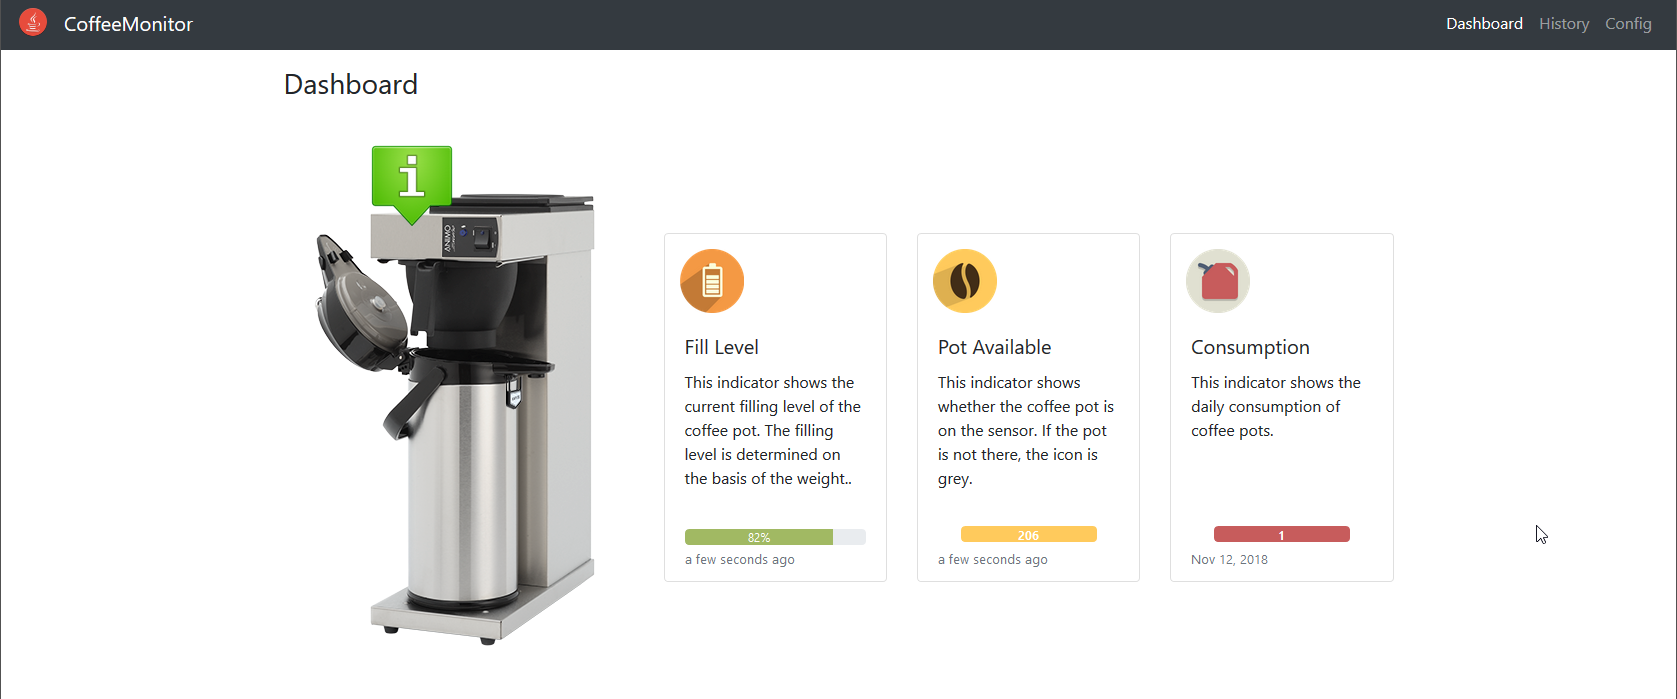 CoffeeMonitor
Dashboard History Config
Dashboard
i
ANIMO
Fill Level
This indicator shows the
current filling level of the
coffee pot. The filling
level is determined on
the basis of the weight..
82%
a few seconds ago
Pot Available
This indicator shows
whether the coffee pot is
on the sensor. If the pot
is not there, the icon is
grey.
206
a few seconds ago
Consumption
This indicator shows the
daily consumption of
coffee pots.
1
Nov 12, 2018